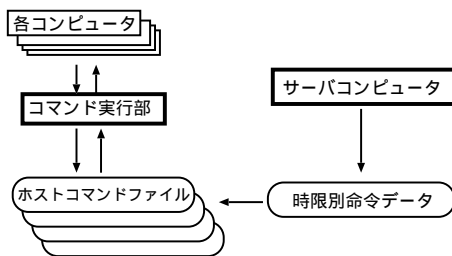 各コンピュータ
コマンド実行部
サーバコンピュータ
ホストコマンドファイル
時限別命令データ